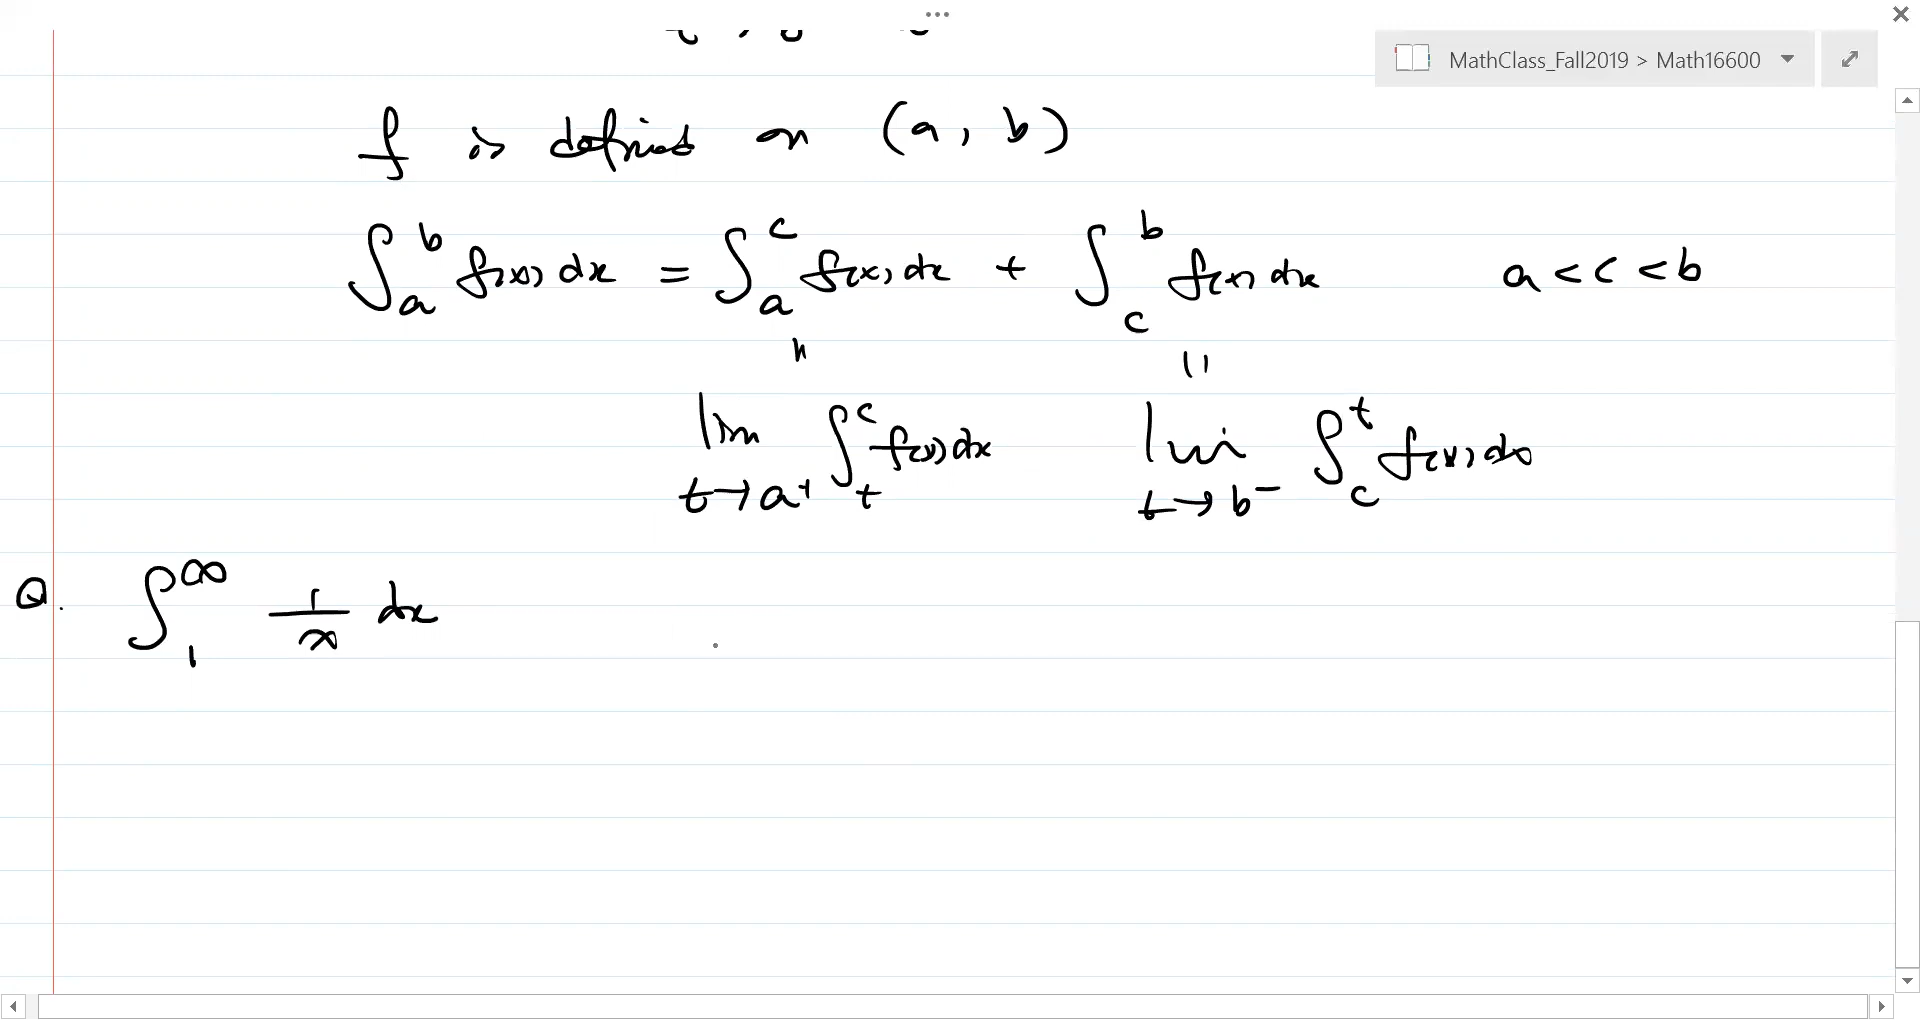 MathClass_Fall2019 > Math16600
f is defined on (a, b)
∫_a^b f(x) dx = ∫_a^c f(x) dx + ∫_c^b f(x) dx a < c < b
lim_{t→a+} ∫_t^c f(x) dx lim_{t→b-} ∫_c^t f(x) dx
Q. ∫_1^∞ 1/x dx